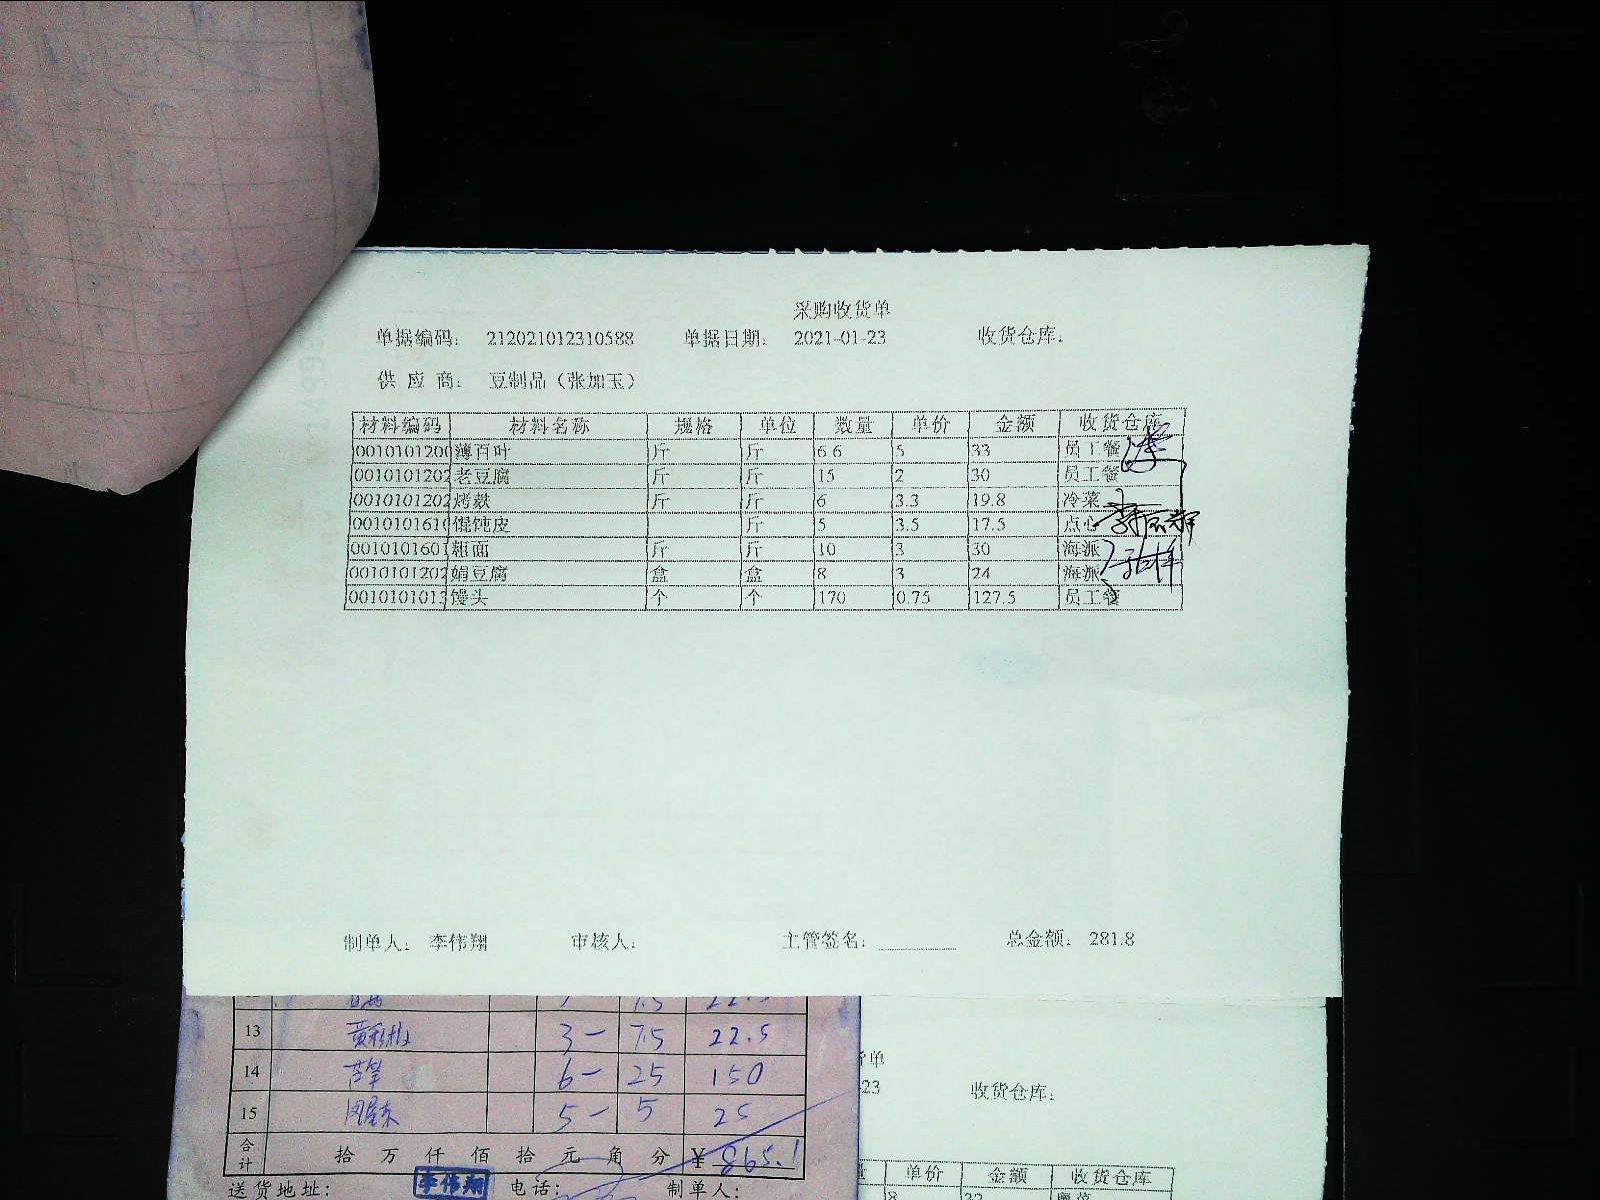 采购收货单
单据编码： 212021012310588 单据日期： 2021-01-23 收货仓库：
供 应 商： 豆制品（张加玉）
材料编码 材料名称 规格 单位 数量 单价 金额 收货仓库
0010101200 薄百叶 斤 斤 6.6 5 33 员工餐
0010101202 老豆腐 斤 斤 15 2 30 员工餐
0010101202 烤麸 斤 斤 6 3.3 19.8 冷菜
0010101610 馄饨皮 斤 5 3.5 17.5 点心
0010101601 粗面 斤 斤 10 3 30 海派
0010101202 娟豆腐 盒 盒 8 3 24 海派
0010101013 馒头 个 个 170 0.75 127.5 员工餐
制单人： 李伟翔 审核人： 主管签名： 总金额： 281.8
13 3- 7.5 22.5
14 6- 25 150
15 5- 5 25
合计 拾 万 仟 佰 拾 元 角 分 ¥ 865.1
送货地址： 李伟翔 电话： 制单人：
货单
-23 收货仓库：
单价 金额 收货仓库